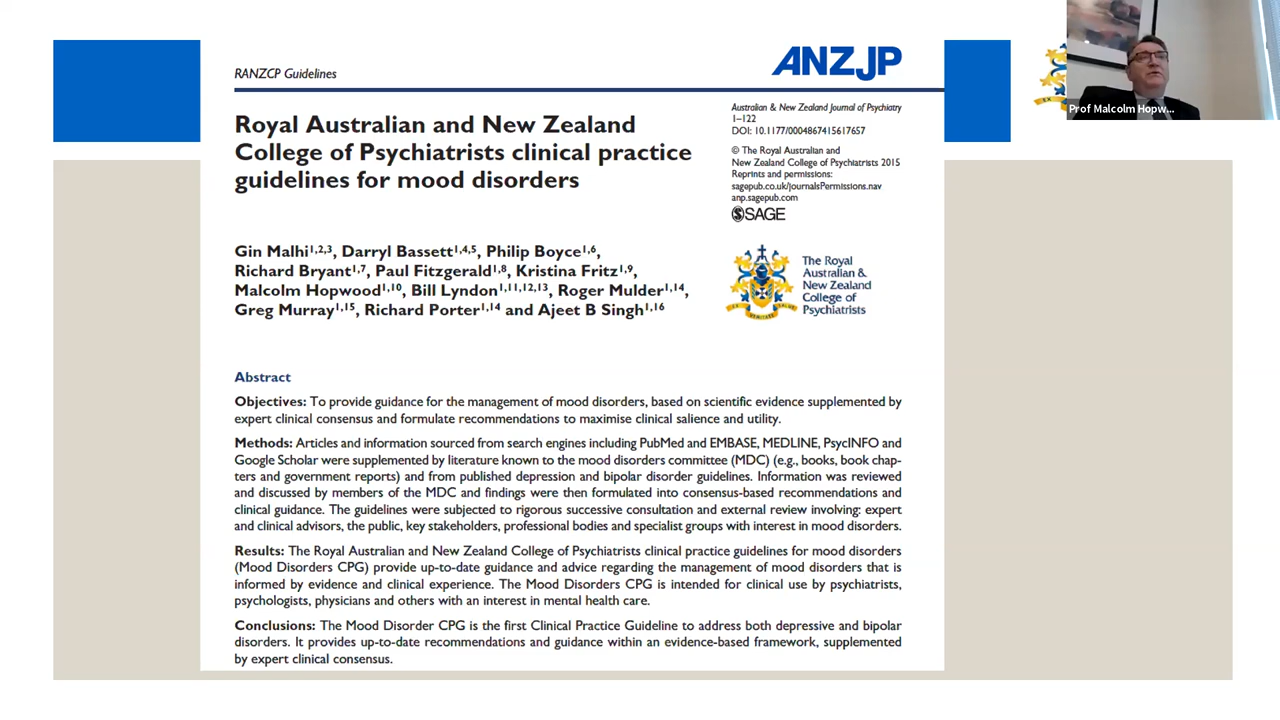 RANZCP Guidelines
ANZJP
Royal Australian and New Zealand
College of Psychiatrists clinical practice
guidelines for mood disorders
Australian & New Zealand Journal of Psychiatry
1–122
DOI: 10.1177/0004867415617657
© The Royal Australian and
New Zealand College of Psychiatrists 2015
Reprints and permissions:
sagepub.co.uk/journalsPermissions.nav
anp.sagepub.com
SAGE
Gin Malhi1,2,3, Darryl Bassett1,4,5, Philip Boyce1,6,
Richard Bryant1,7, Paul Fitzgerald1,8, Kristina Fritz1,9,
Malcolm Hopwood1,10, Bill Lyndon1,11,12,13, Roger Mulder1,14,
Greg Murray1,15, Richard Porter1,14 and Ajeet B Singh1,16
The Royal
Australian &
New Zealand
College of
Psychiatrists
Abstract
Objectives: To provide guidance for the management of mood disorders, based on scientific evidence supplemented by
expert clinical consensus and formulate recommendations to maximise clinical salience and utility.
Methods: Articles and information sourced from search engines including PubMed and EMBASE, MEDLINE, PsycINFO and
Google Scholar were supplemented by literature known to the mood disorders committee (MDC) (e.g., books, book chap-
ters and government reports) and from published depression and bipolar disorder guidelines. Information was reviewed
and discussed by members of the MDC and findings were then formulated into consensus-based recommendations and
clinical guidance. The guidelines were subjected to rigorous successive consultation and external review involving: expert
and clinical advisors, the public, key stakeholders, professional bodies and specialist groups with interest in mood disorders.
Results: The Royal Australian and New Zealand College of Psychiatrists clinical practice guidelines for mood disorders
(Mood Disorders CPG) provide up-to-date guidance and advice regarding the management of mood disorders that is
informed by evidence and clinical experience. The Mood Disorders CPG is intended for clinical use by psychiatrists,
psychologists, physicians and others with an interest in mental health care.
Conclusions: The Mood Disorder CPG is the first Clinical Practice Guideline to address both depressive and bipolar
disorders. It provides up-to-date recommendations and guidance within an evidence-based framework, supplemented
by expert clinical consensus.
Prof Malcolm Hopw...